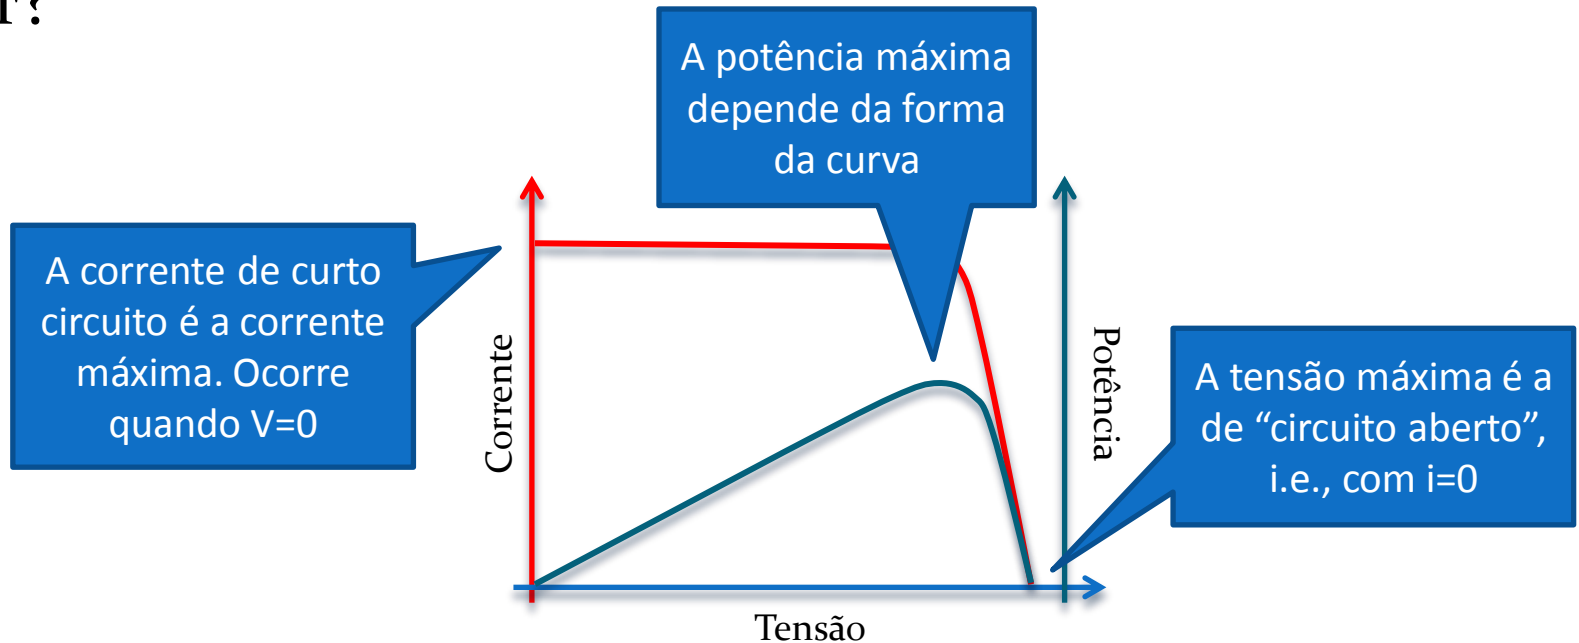 T?
A potência máxima
depende da forma
da curva
A corrente de curto
circuito é a corrente
máxima. Ocorre
quando V=0
Corrente
Potência
A tensão máxima é a
de “circuito aberto”,
i.e., com i=0
Tensão